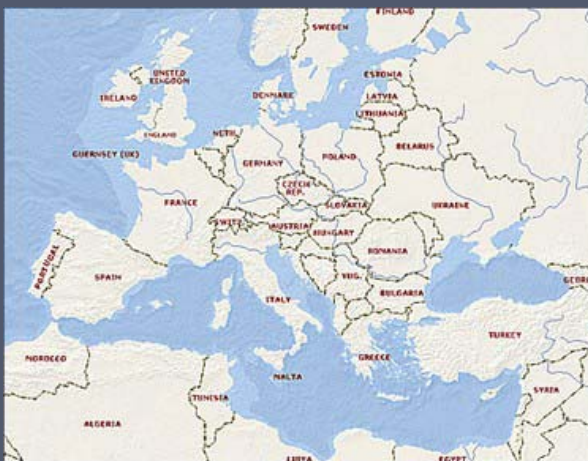 FINLAND
SWEDEN
ESTONIA
UNITED
KINGDOM
IRELAND
DENMARK
LATVIA
LITHUANIA
ENGLAND
NETH.
BELARUS
GUERNSEY (UK)
GERMANY
POLAND
CZECH
REP.
SLOVAKIA
UKRAINE
FRANCE
SWITZ.
AUSTRIA
HUNGARY
ROMANIA
PORTUGAL
SPAIN
YUG.
BULGARIA
ITALY
GEORG
TURKEY
MOROCCO
GREECE
MALTA
SYRIA
TUNISIA
ALGERIA
LIBYA
EGYPT